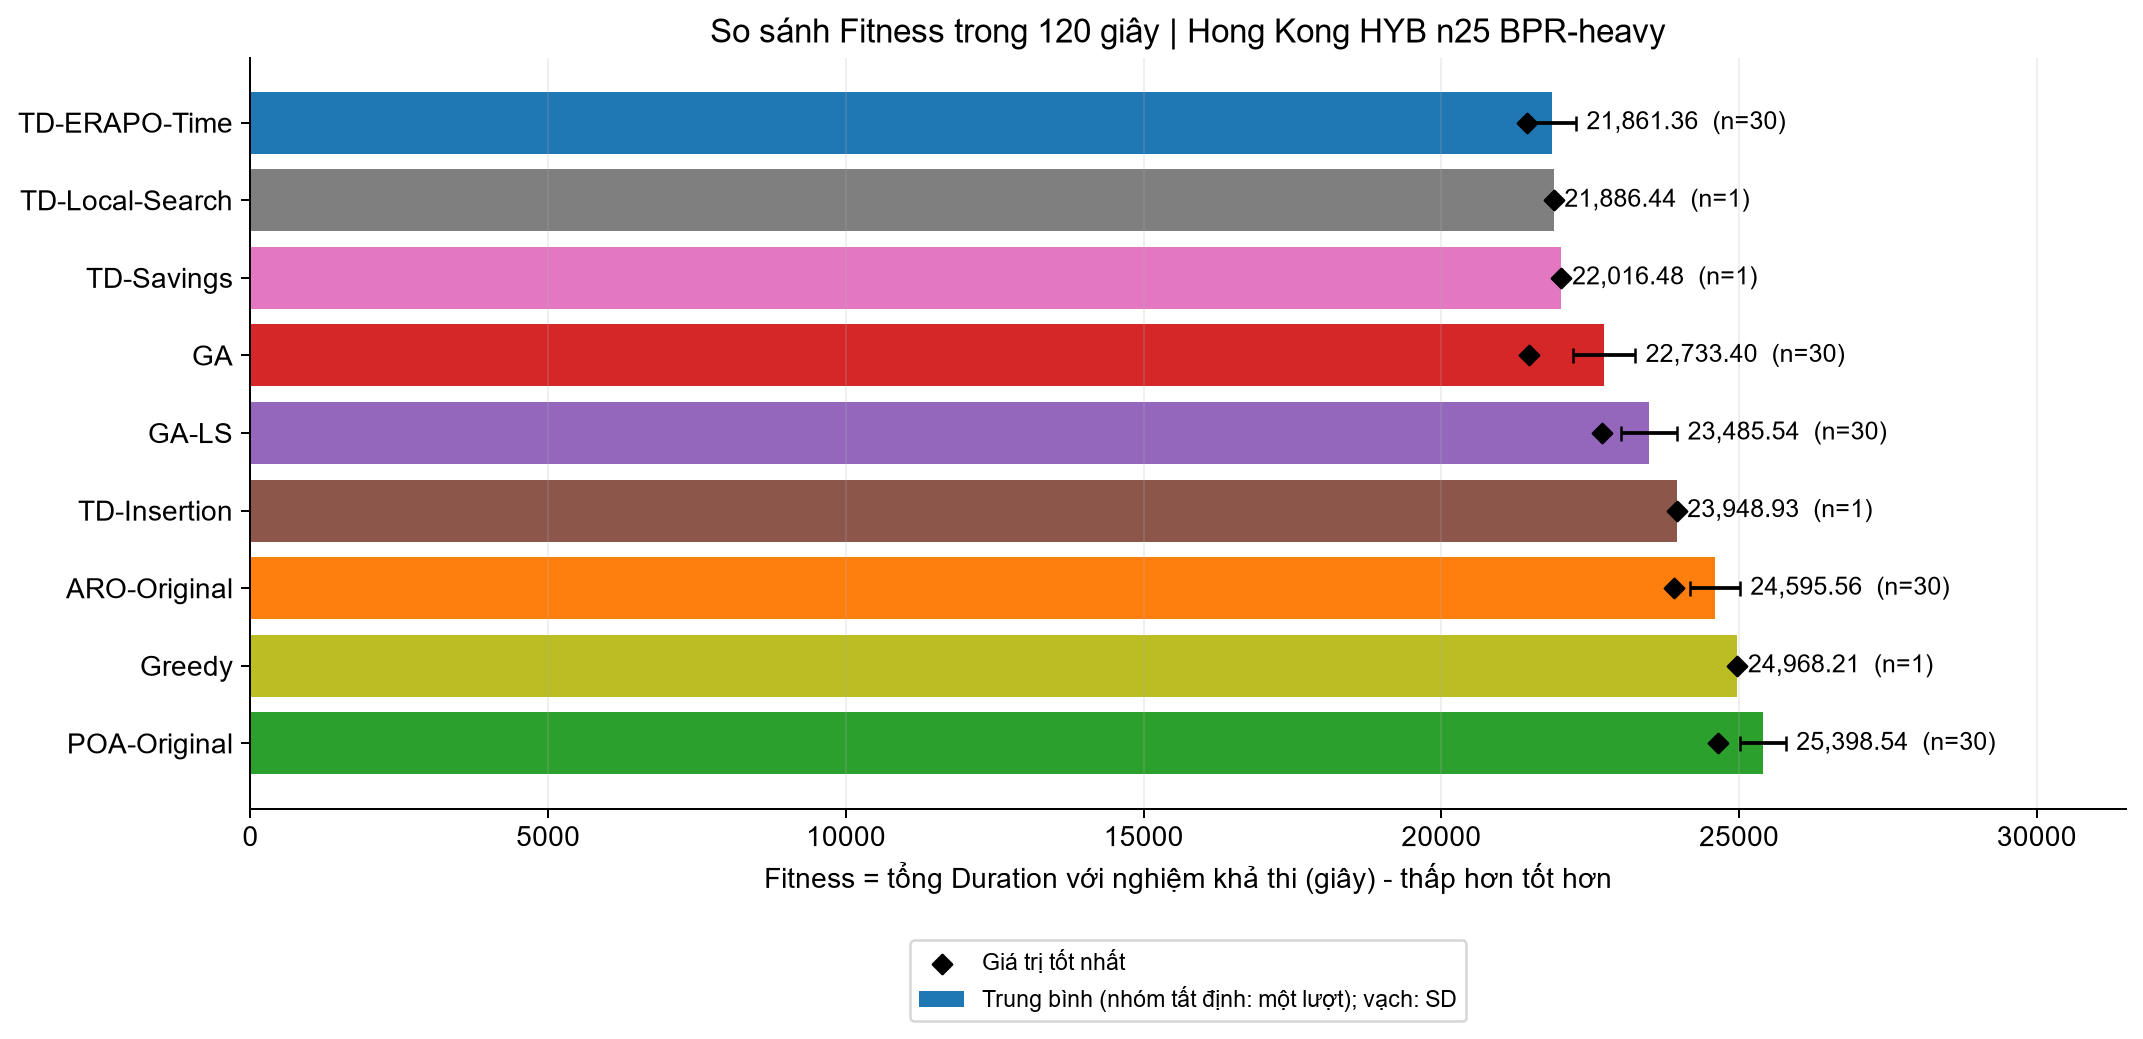 So sánh Fitness trong 120 giây | Hong Kong HYB n25 BPR-heavy
TD-ERAPO-Time
21,861.36 (n=30)
TD-Local-Search
21,886.44 (n=1)
TD-Savings
22,016.48 (n=1)
GA
22,733.40 (n=30)
GA-LS
23,485.54 (n=30)
TD-Insertion
23,948.93 (n=1)
ARO-Original
24,595.56 (n=30)
Greedy
24,968.21 (n=1)
POA-Original
25,398.54 (n=30)
0 5000 10000 15000 20000 25000 30000
Fitness = tổng Duration với nghiệm khả thi (giây) - thấp hơn tốt hơn
Giá trị tốt nhất
Trung bình (nhóm tất định: một lượt); vạch: SD